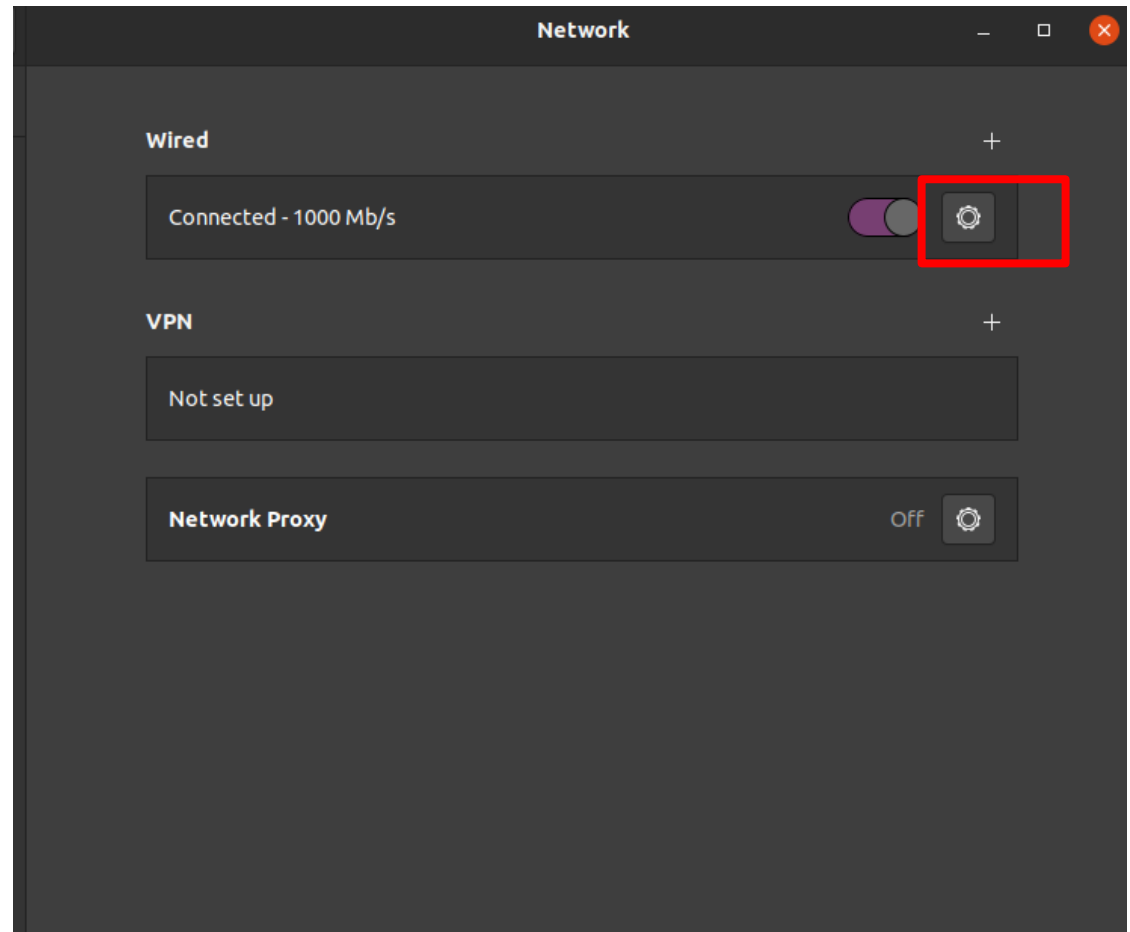 Network
Wired
Connected - 1000 Mb/s
VPN
Not set up
Network Proxy
Off